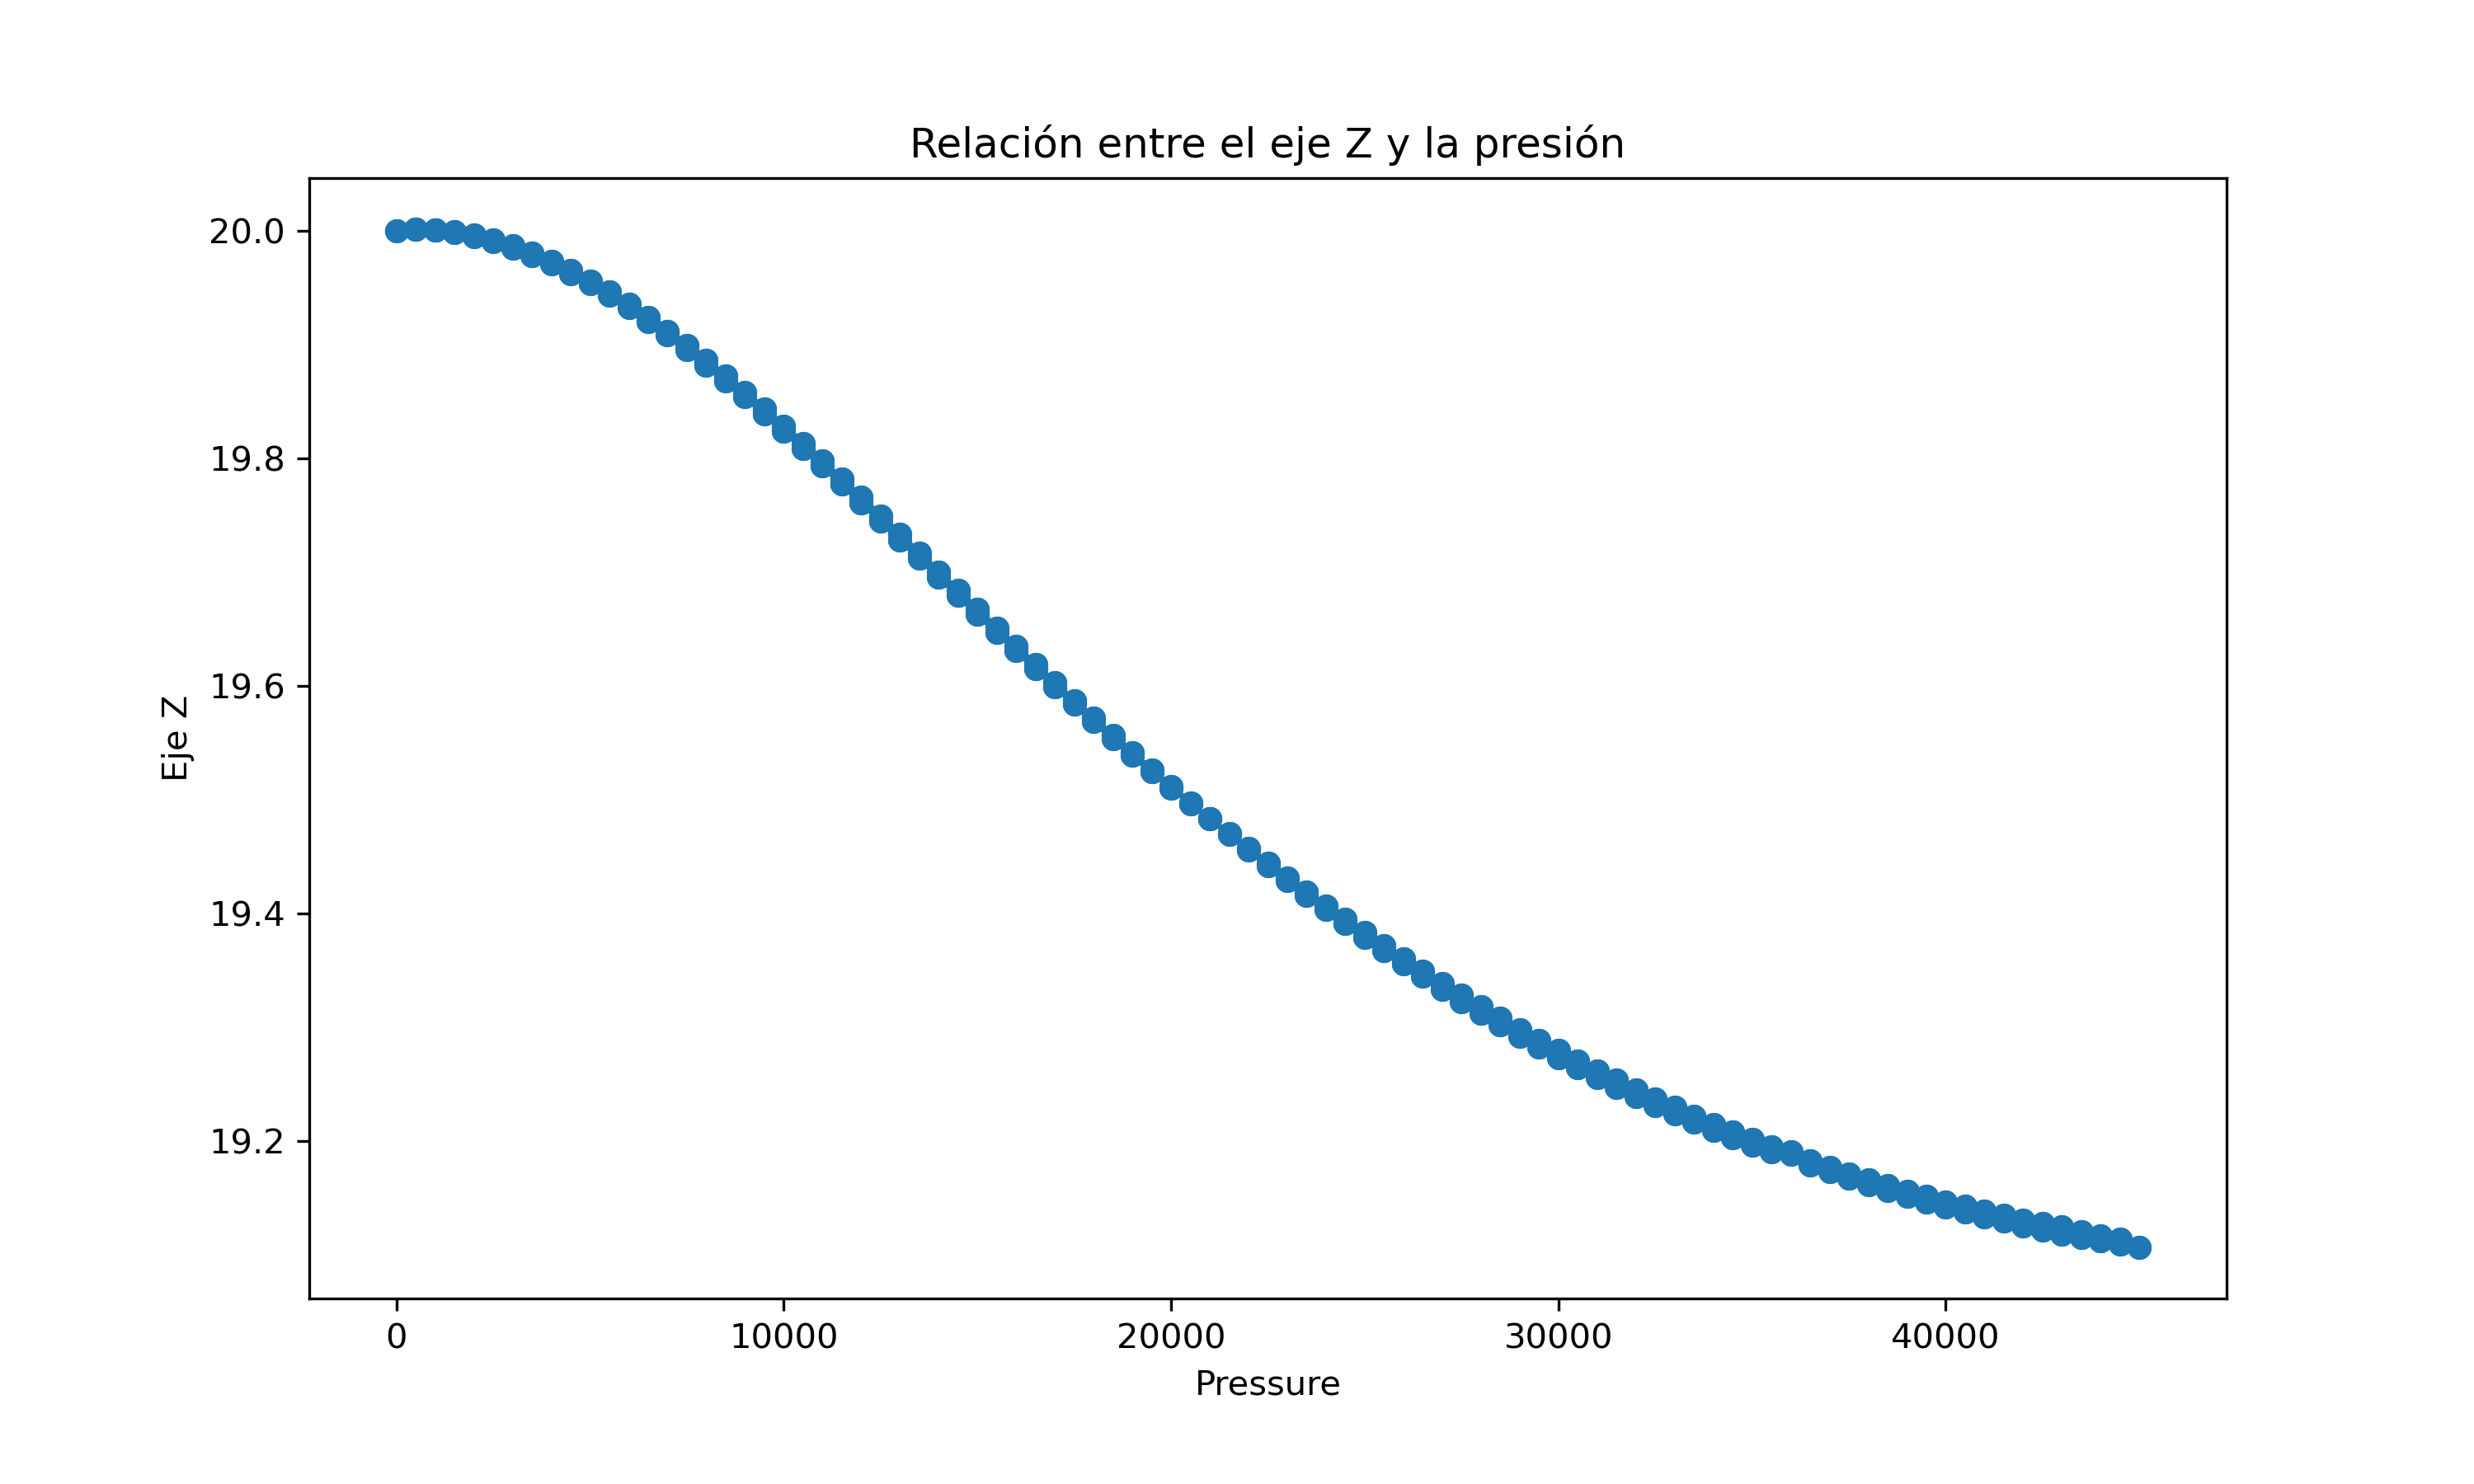 Relación entre el eje Z y la presión
20.0
19.8
19.6
19.4
19.2
Eje Z
0 10000 20000 30000 40000
Pressure